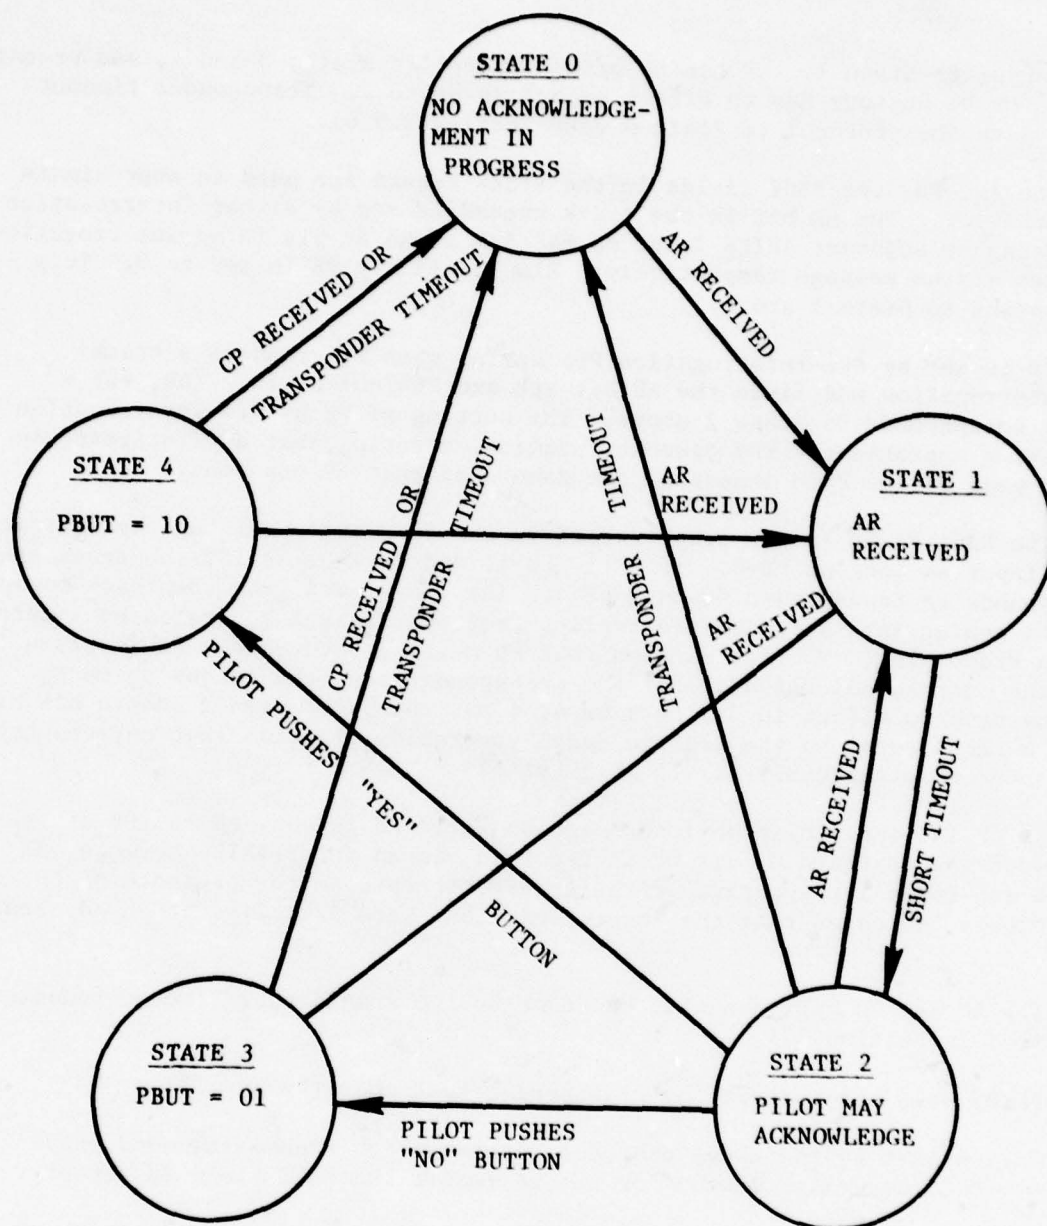 STATE 0
NO ACKNOWLEDGE-
MENT IN
PROGRESS
CP RECEIVED OR
TRANSPONDER TIMEOUT
AR RECEIVED
STATE 4
PBUT = 10
STATE 1
AR
RECEIVED
AR
RECEIVED
CP RECEIVED OR
TRANSPONDER TIMEOUT
TRANSPONDER TIMEOUT
AR
RECEIVED
PILOT PUSHES "YES" BUTTON
AR RECEIVED
SHORT TIMEOUT
STATE 3
PBUT = 01
STATE 2
PILOT MAY
ACKNOWLEDGE
PILOT PUSHES
"NO" BUTTON